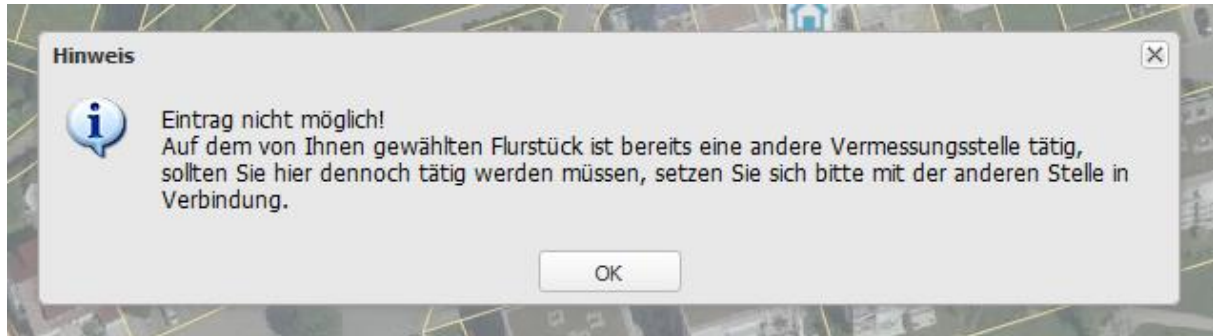 Hinweis
Eintrag nicht möglich!
Auf dem von Ihnen gewählten Flurstück ist bereits eine andere Vermessungsstelle tätig,
sollten Sie hier dennoch tätig werden müssen, setzen Sie sich bitte mit der anderen Stelle in
Verbindung.
OK